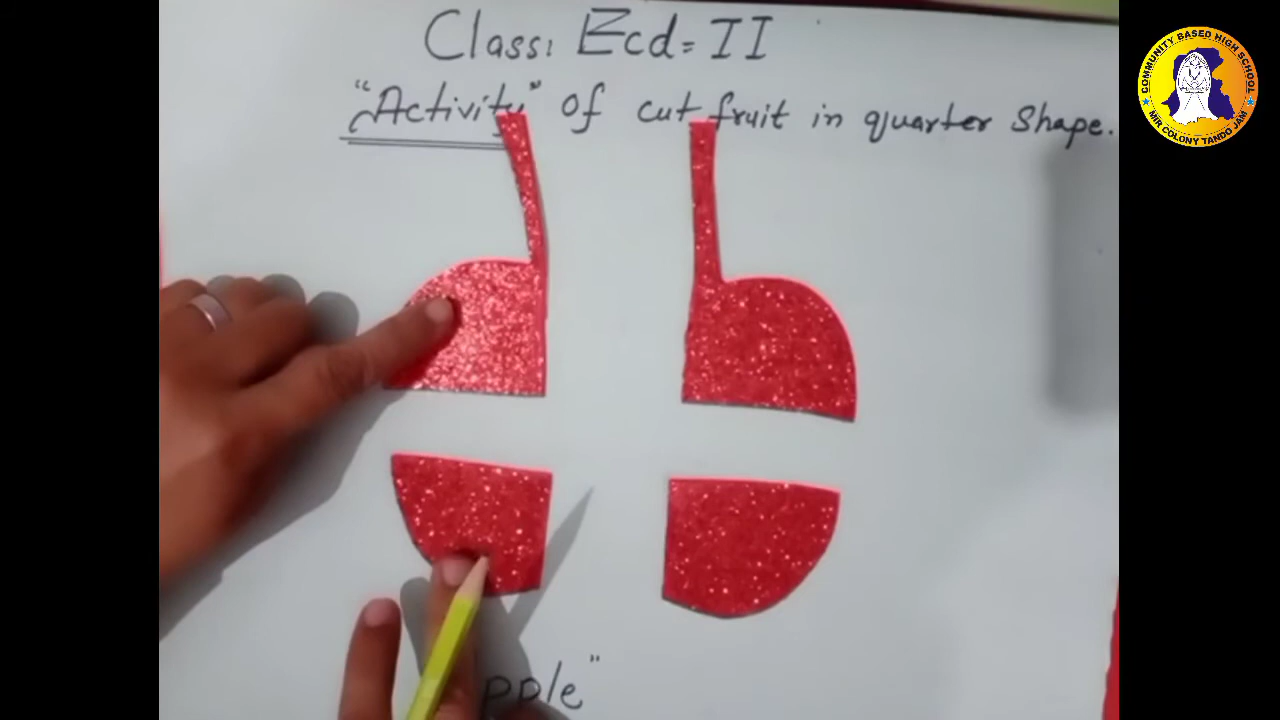 Class: Ecd = II
"Activity" of cut fruit in quarter shape.
pple"
COMMUNITY BASED HIGH SCHOOL
MIR COLONY TANDO JAM